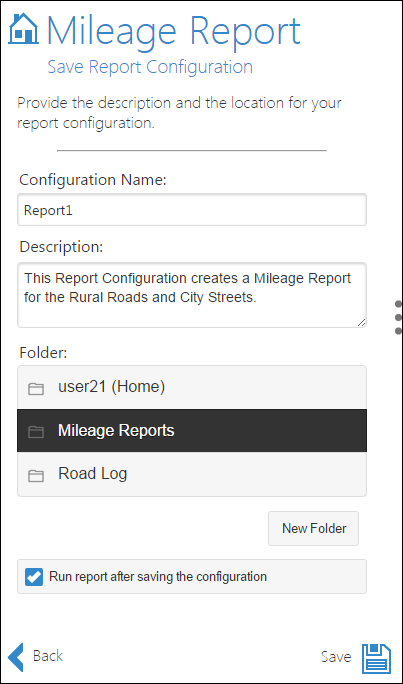 Mileage Report
Save Report Configuration
Provide the description and the location for your
report configuration.
Configuration Name:
Report1
Description:
This Report Configuration creates a Mileage Report
for the Rural Roads and City Streets.
Folder:
user21 (Home)
Mileage Reports
Road Log
New Folder
Run report after saving the configuration
Back
Save